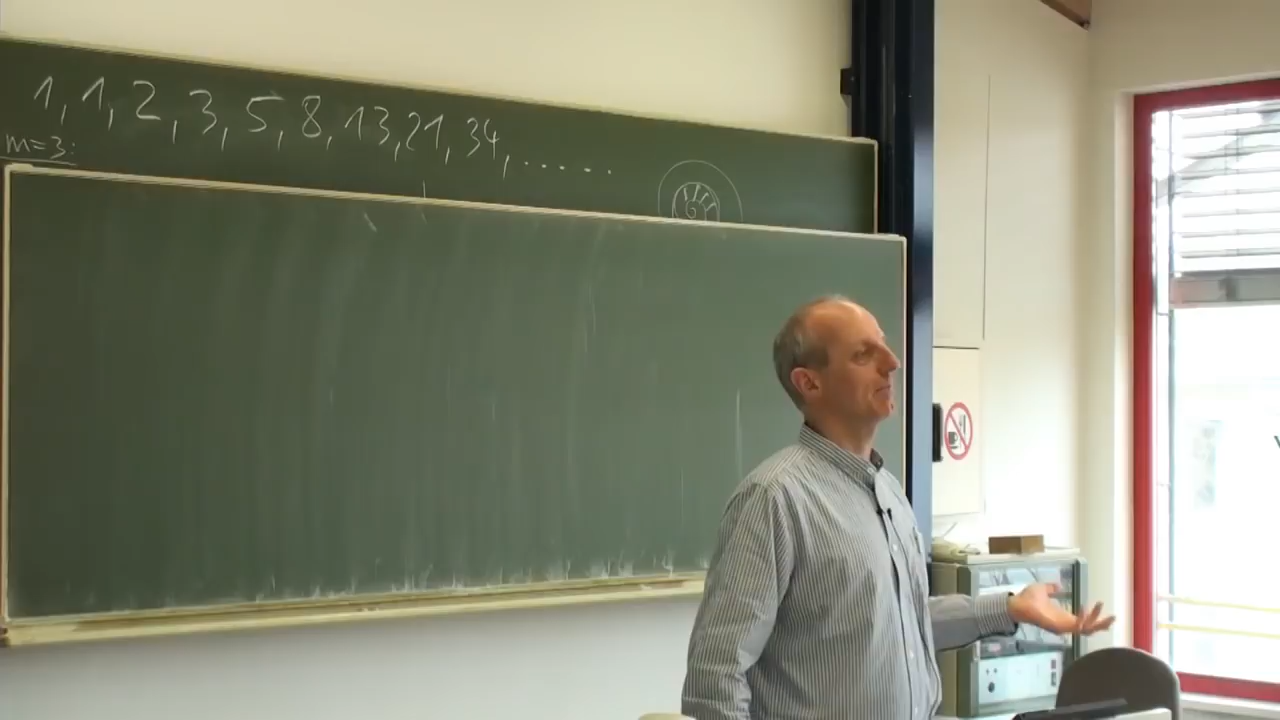 1, 1, 2, 3, 5, 8, 13, 21, 34, .....
m=3: